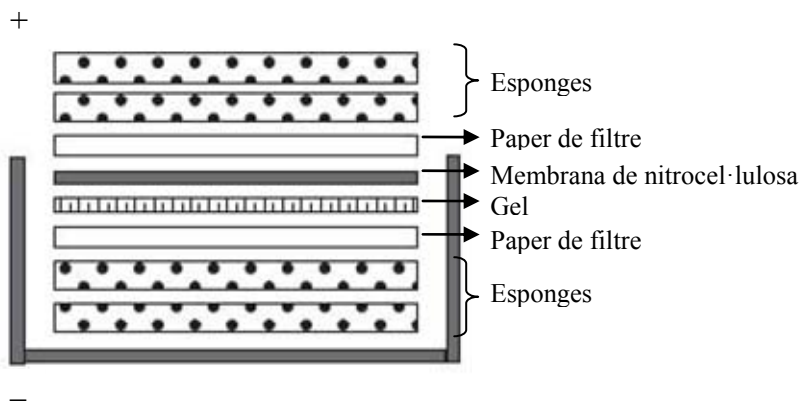 +
Esponges
Paper de filtre
Membrana de nitrocel·lulosa
Gel
Paper de filtre
Esponges
–